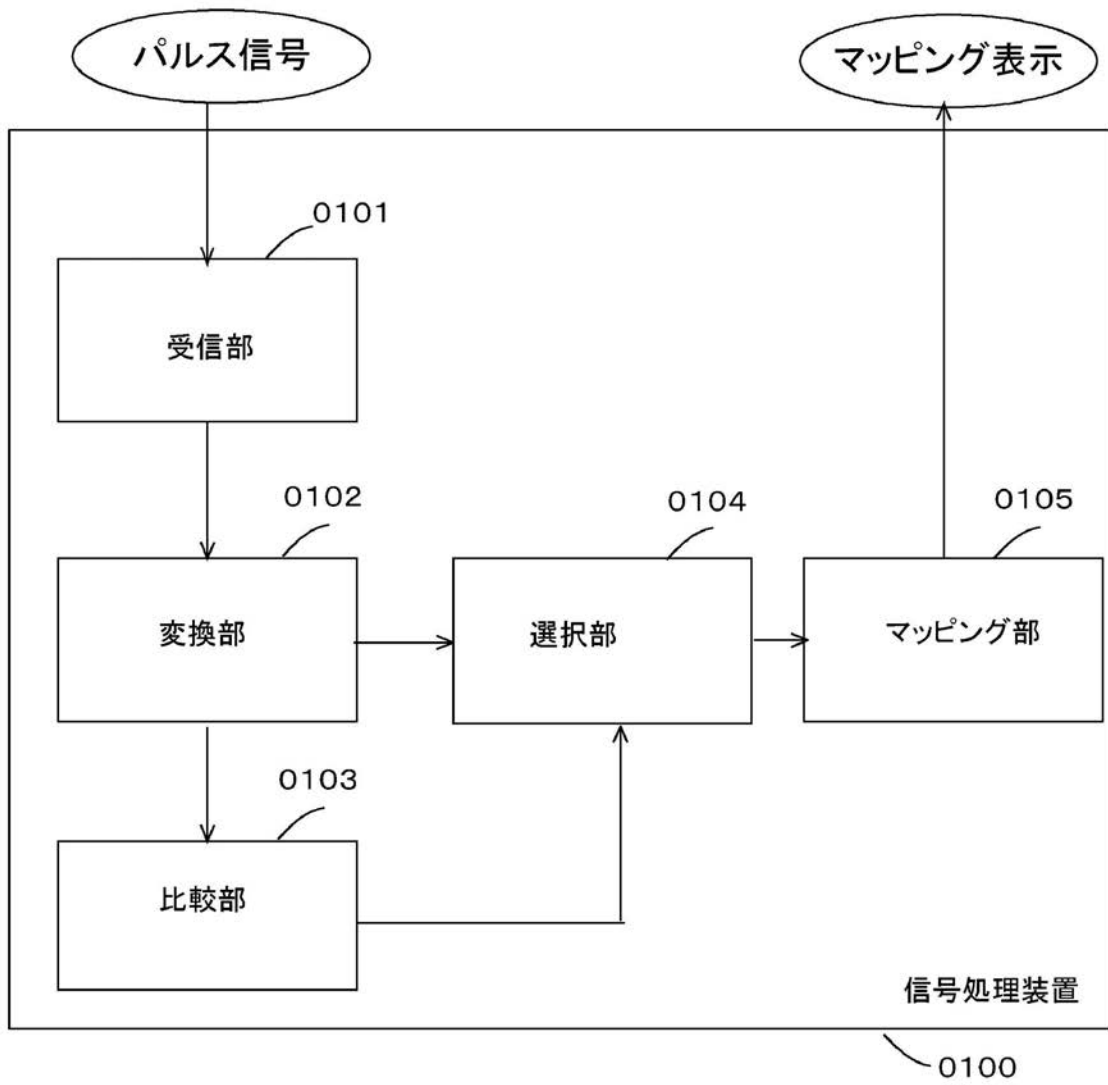 パルス信号
マッピング表示
0101
受信部
0102
0104
0105
変換部
選択部
マッピング部
0103
比較部
信号処理装置
0100